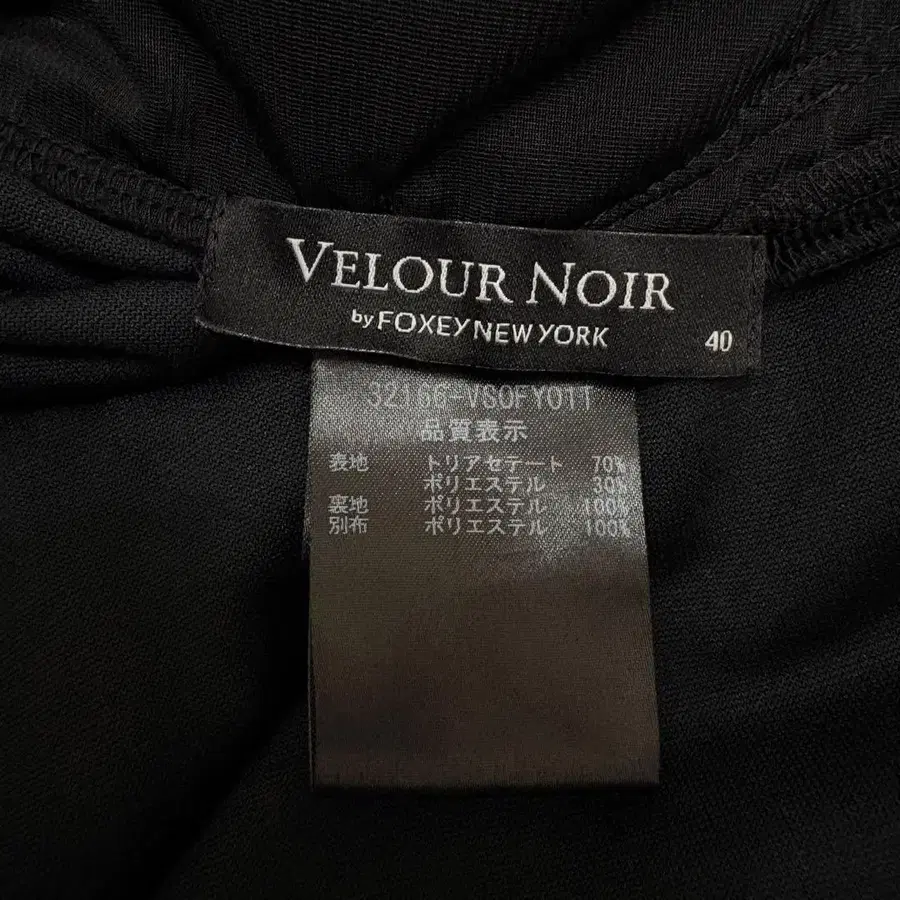 VELOUR NOIR
by FOXEY NEW YORK
40
32166-VSOFY01T
品質表示
表地 トリアセテート 70%
ポリエステル 30%
裏地 ポリエステル 100%
別布 ポリエステル 100%